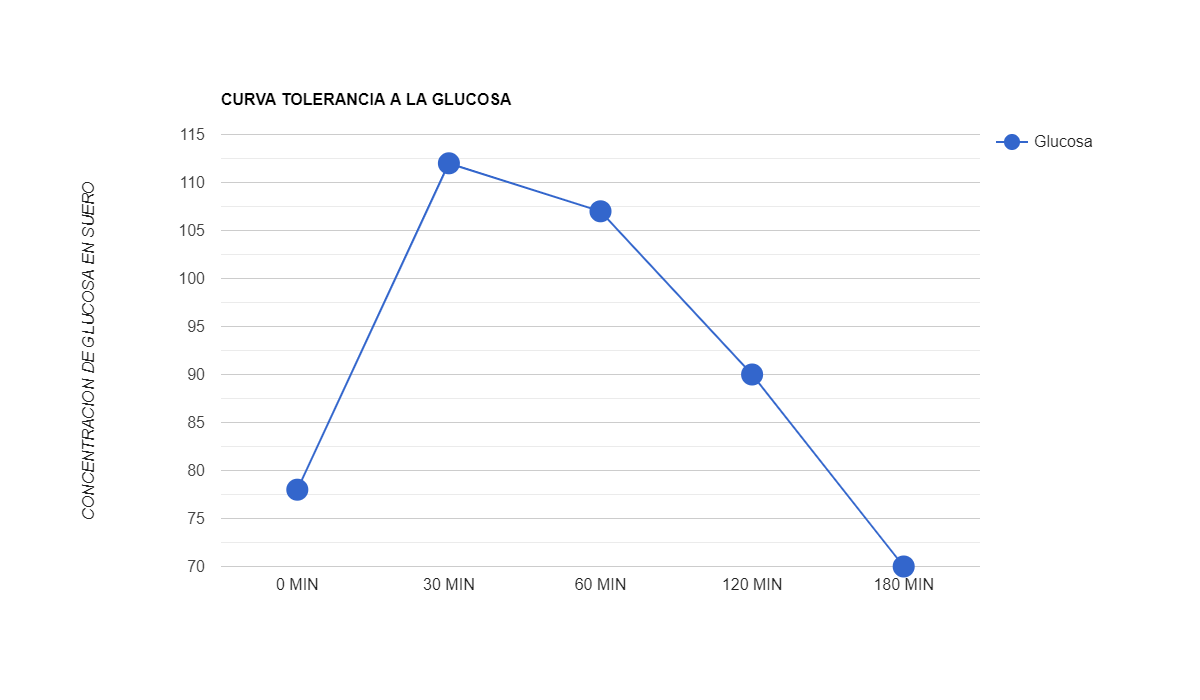 CURVA TOLERANCIA A LA GLUCOSA
Glucosa
CONCENTRACION DE GLUCOSA EN SUERO
115
110
105
100
95
90
85
80
75
70
0 MIN
30 MIN
60 MIN
120 MIN
180 MIN